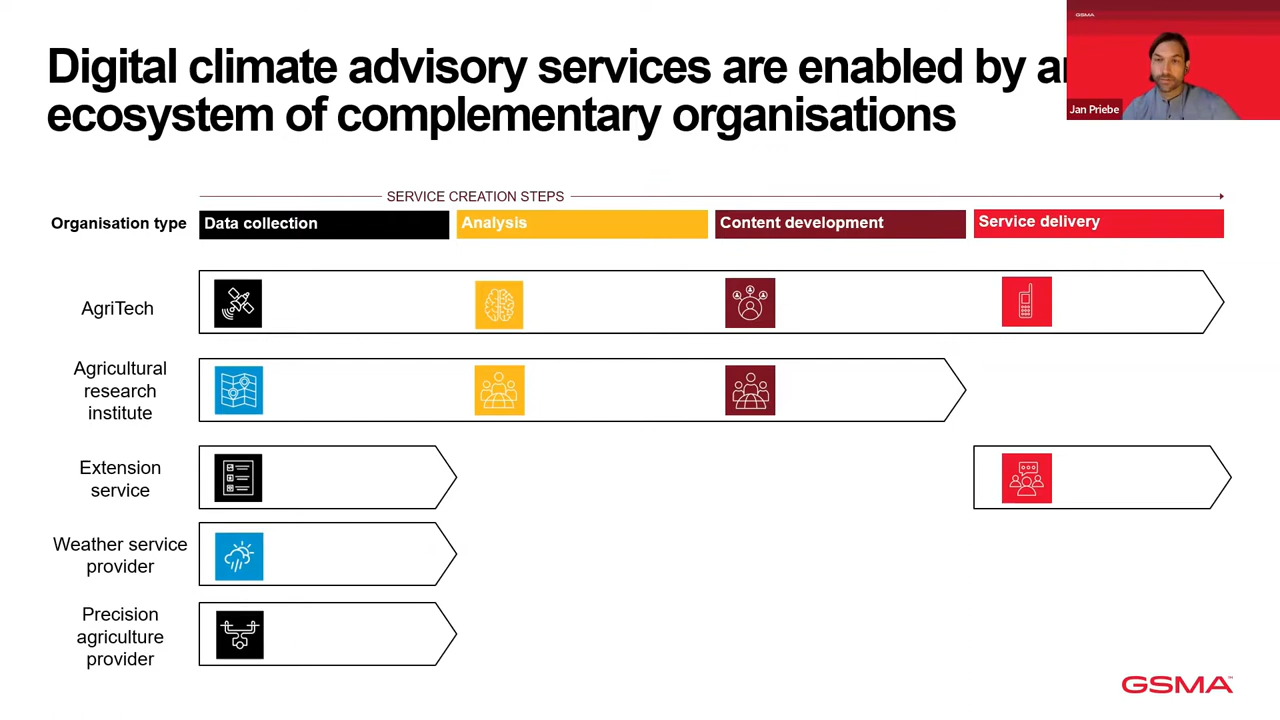 GSMA
Jan Priebe
Digital climate advisory services are enabled by
ecosystem of complementary organisations
SERVICE CREATION STEPS
Organisation type
Data collection
Analysis
Content development
Service delivery
AgriTech
Agricultural
research
institute
Extension
service
Weather service
provider
Precision
agriculture
provider
GSMA™